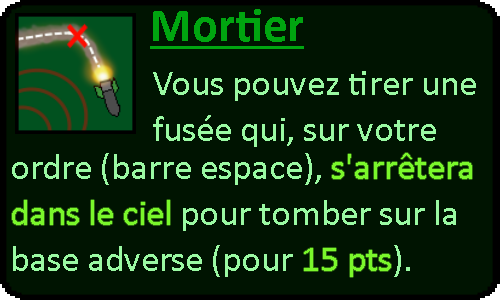 Mortier
Vous pouvez tirer une
fusée qui, sur votre
ordre (barre espace), s'arrêtera
dans le ciel pour tomber sur la
base adverse (pour 15 pts).